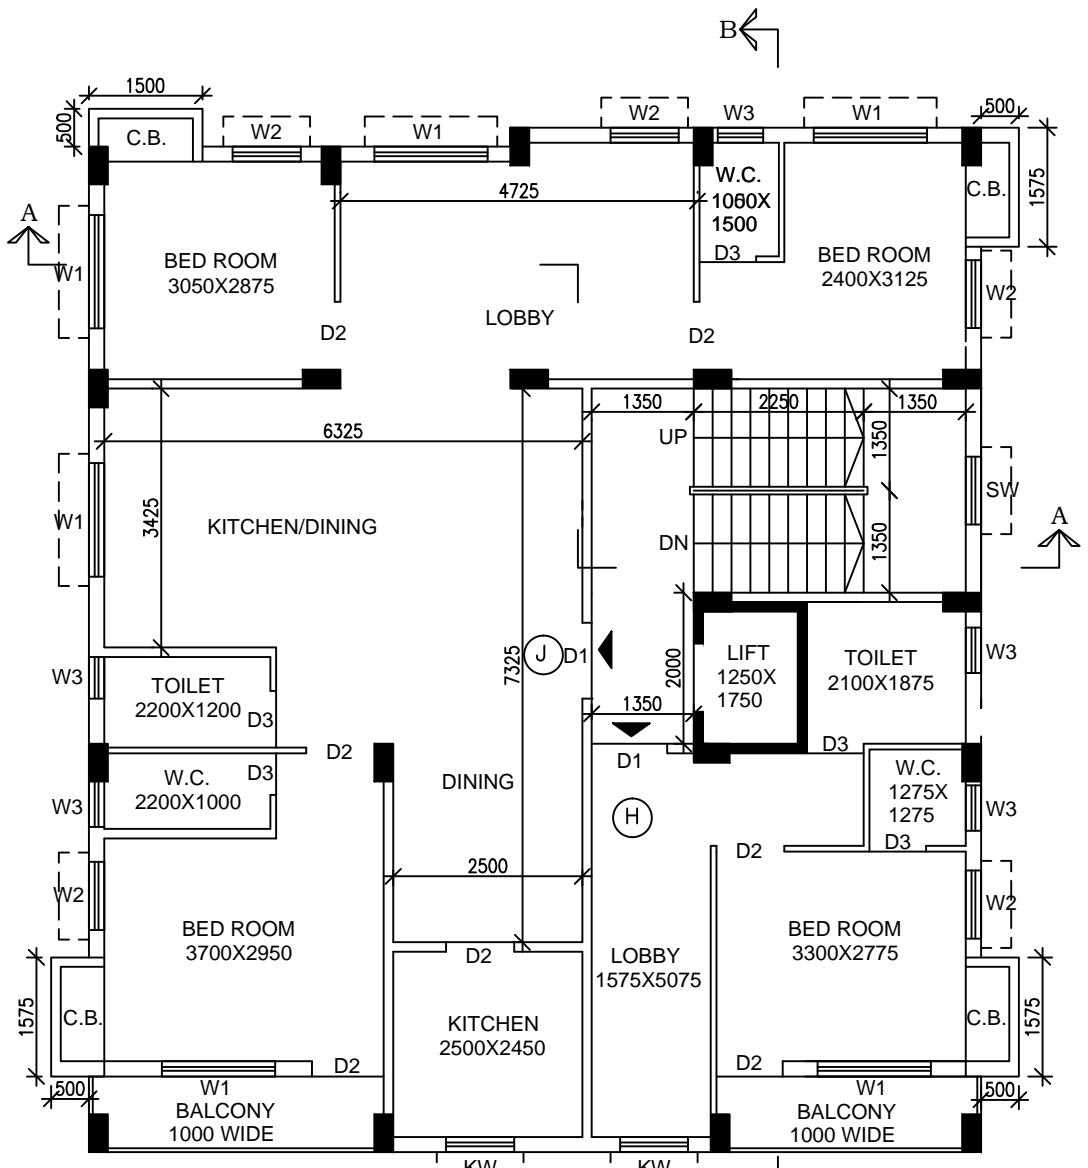 B
1500
500
C.B.
W2
W1
W2
W3
W1
500
1575
C.B.
A
W1
4725
W.C.
1500
D3
BED ROOM
3050X2875
BED ROOM
2400X3125
W2
LOBBY
D2
D2
1350
2250
1350
6325
UP
1350
3425
KITCHEN/DINING
W1
SW
DN
1350
A
7325
J
D1
2000
LIFT
1250X
1750
TOILET
2100X1875
W3
W3
TOILET
2200X1200
D3
1350
D2
D1
D3
W.C.
2200X1000
D3
W3
DINING
H
W.C.
1275X
1275
D3
W3
D2
2500
W2
W2
BED ROOM
3700X2950
D2
LOBBY
1575X5075
BED ROOM
3300X2775
1575
C.B.
KITCHEN
2500X2450
C.B.
1575
D2
D2
500
W1
BALCONY
1000 WIDE
W1
BALCONY
1000 WIDE
500
KW
KW